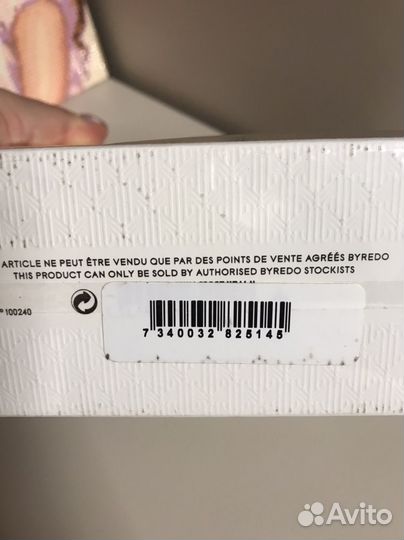 ARTICLE NE PEUT ÊTRE VENDU QUE PAR DES POINTS DE VENTE AGRÉÉS BYREDO
THIS PRODUCT CAN ONLY BE SOLD BY AUTHORISED BYREDO STOCKISTS
100240
7 340032 825145
Avito